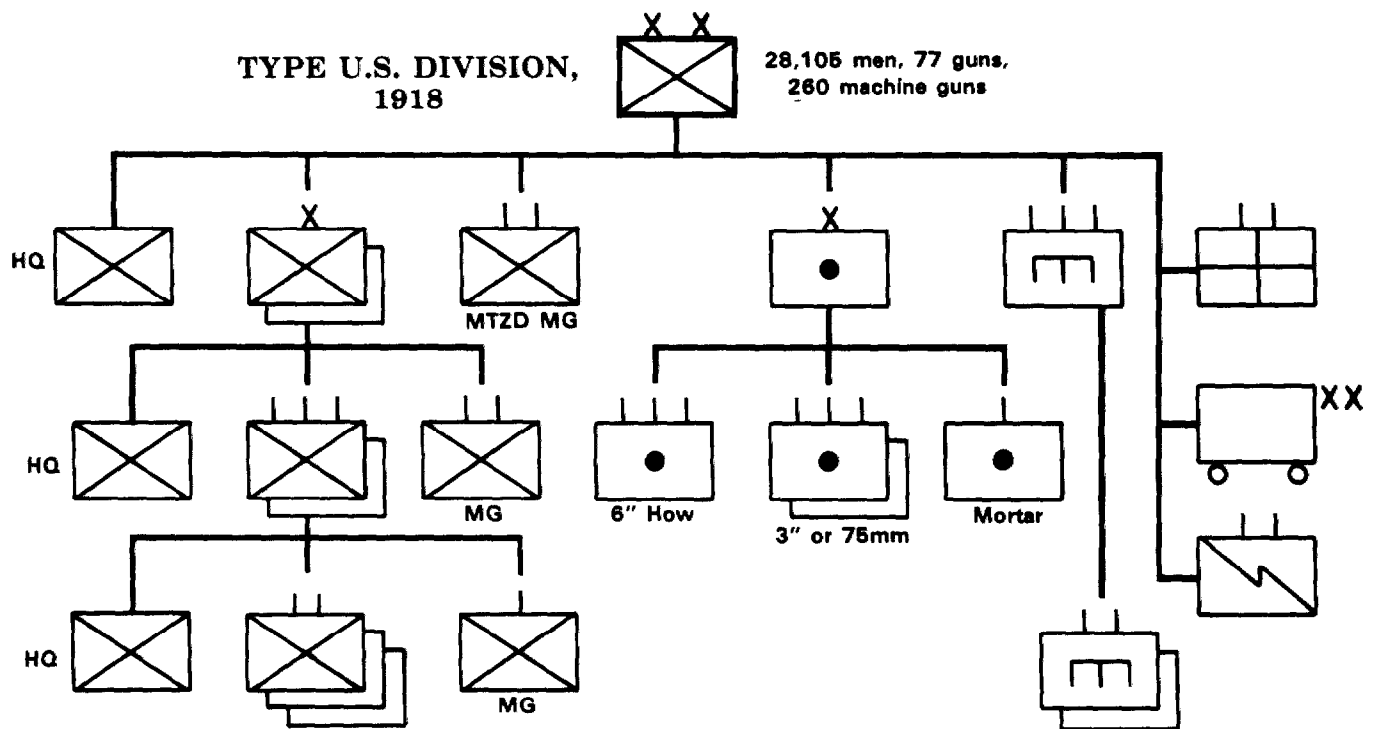 TYPE U.S. DIVISION,
1918
28,105 men, 77 guns,
260 machine guns
X X
X
X
HQ
MTZD MG
XX
HQ
MG
6" How
3" or 75mm
Mortar
HQ
MG